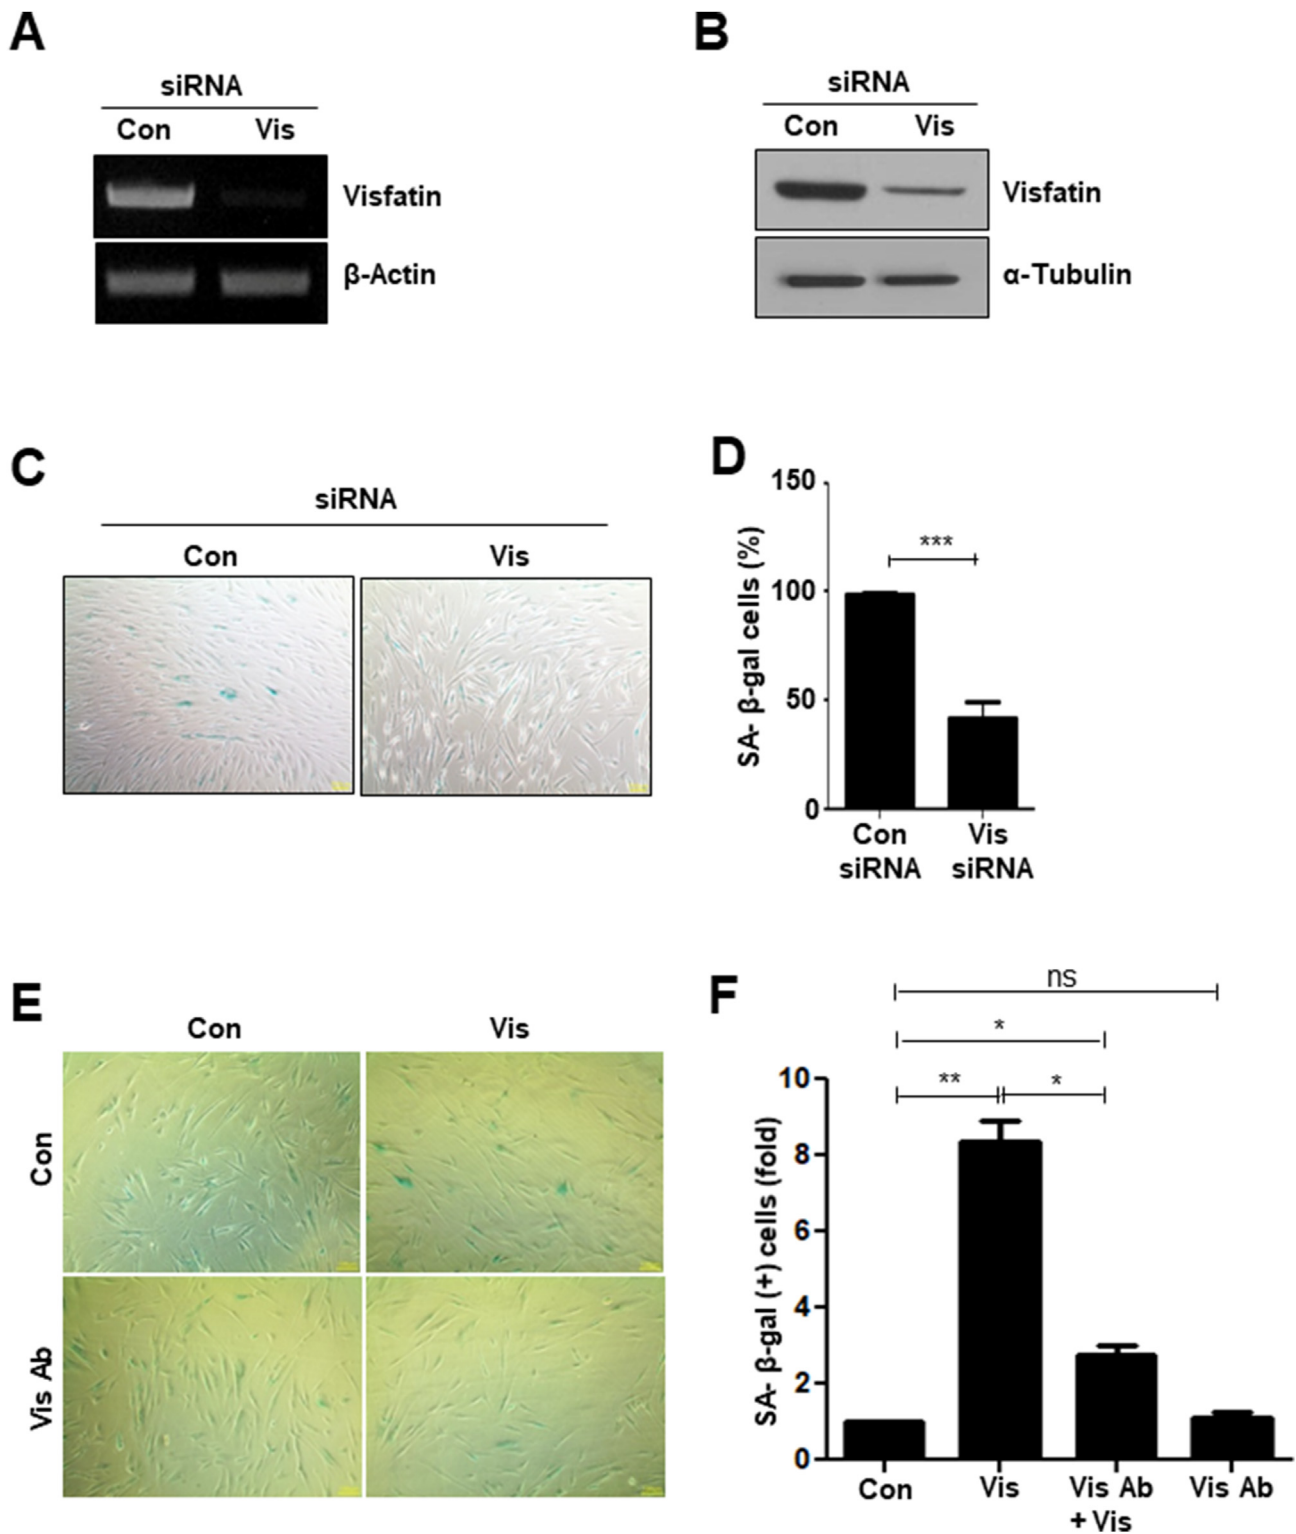 A
siRNA
Con Vis
Visfatin
β-Actin
B
siRNA
Con Vis
Visfatin
α-Tubulin
C
siRNA
Con Vis
D
SA- β-gal cells (%)
150
***
100
50
0
Con Vis
siRNA siRNA
E
Con Vis
Con
Vis Ab
F
SA- β-gal (+) cells (fold)
ns
*
** *
10
8
6
4
2
0
Con Vis Vis Ab Vis Ab
+ Vis